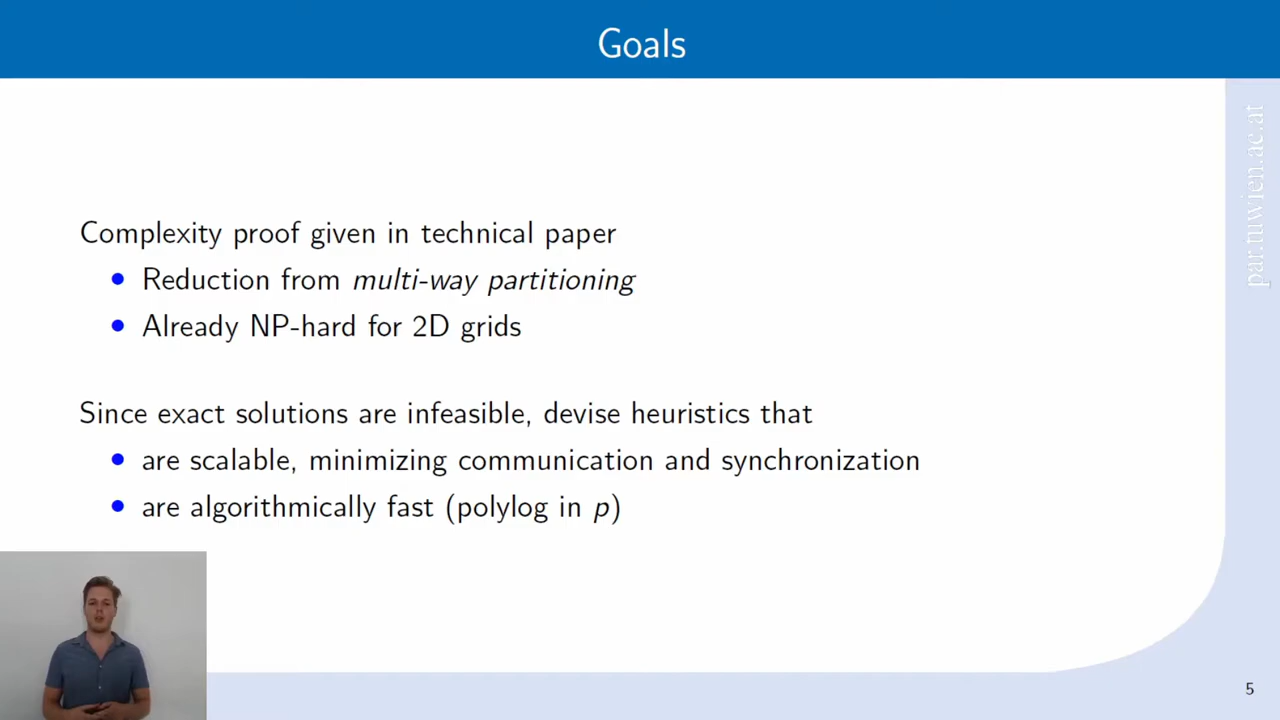 Goals
par.tuwien.ac.at
Complexity proof given in technical paper
• Reduction from multi-way partitioning
• Already NP-hard for 2D grids
Since exact solutions are infeasible, devise heuristics that
• are scalable, minimizing communication and synchronization
• are algorithmically fast (polylog in p)
5